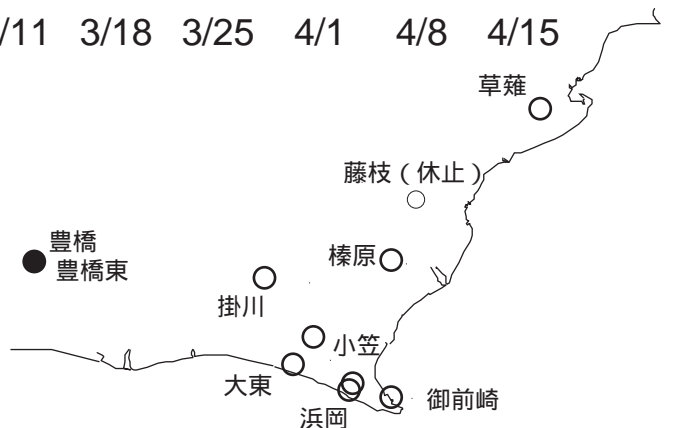 /11 3/18 3/25 4/1 4/8 4/15
草薙
藤枝（休止）
豊橋
豊橋東
榛原
掛川
小笠
大東
御前崎
浜岡